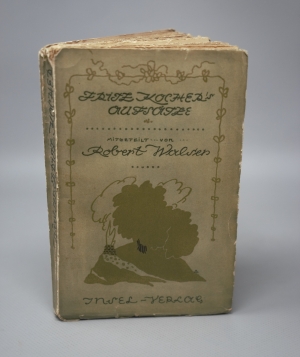 FRITZ KOCHER'S
AUFSÄTZE
MITGETEILT VON
Robert Walser
INSEL-VERLAG